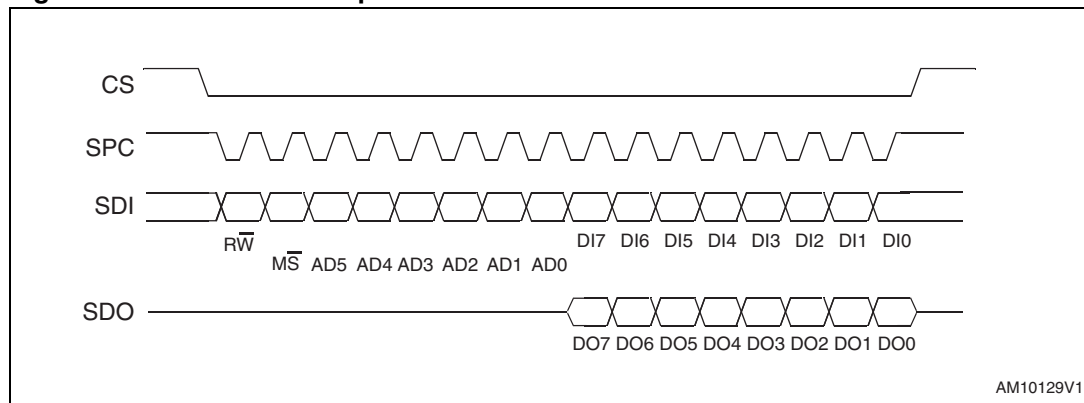 CS
SPC
SDI
DI7 DI6 DI5 DI4 DI3 DI2 DI1 DI0
RW̅
MS̅ AD5 AD4 AD3 AD2 AD1 AD0
SDO
DO7 DO6 DO5 DO4 DO3 DO2 DO1 DO0
AM10129V1